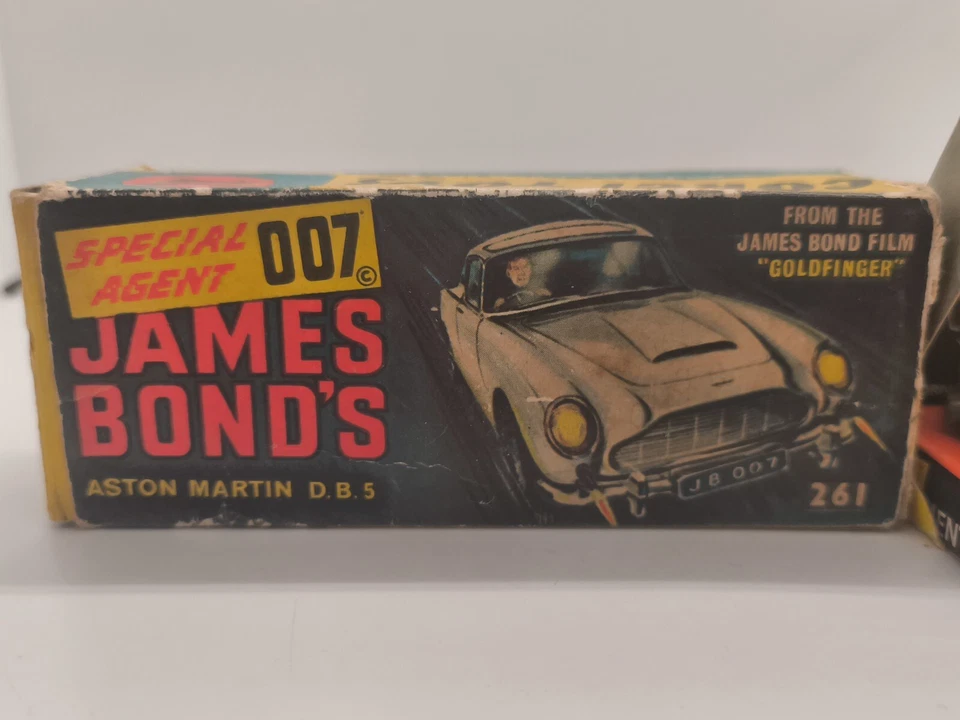 SPECIAL
AGENT
007 ©
JAMES
BOND'S
ASTON MARTIN D.B.5
FROM THE
JAMES BOND FILM
"GOLDFINGER"
JB 007
261